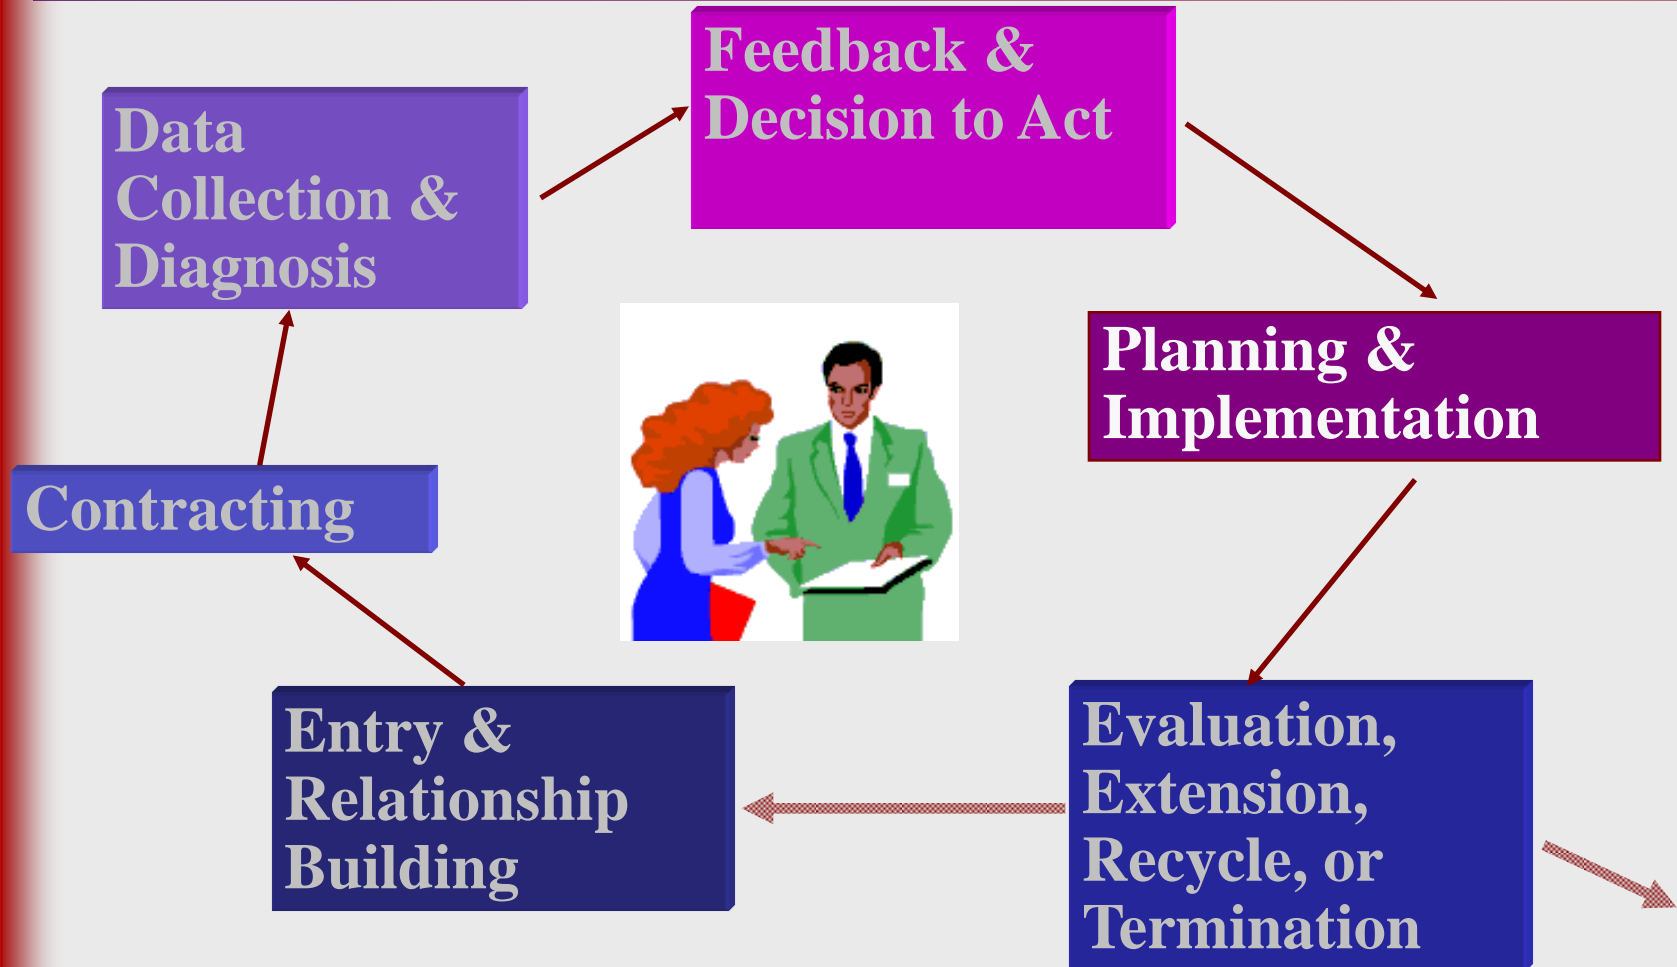 Feedback &
Decision to Act
Data
Collection &
Diagnosis
Planning &
Implementation
Contracting
Entry &
Relationship
Building
Evaluation,
Extension,
Recycle, or
Termination